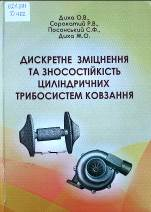 Диха О.В.,
Сорокатий Р.В.,
Посонський С.Ф.,
Диха М.О.
ДИСКРЕТНЕ ЗМІЦНЕННЯ
ТА ЗНОСОСТІЙКІСТЬ
ЦИЛІНДРИЧНИХ
ТРИБОСИСТЕМ КОВЗАННЯ